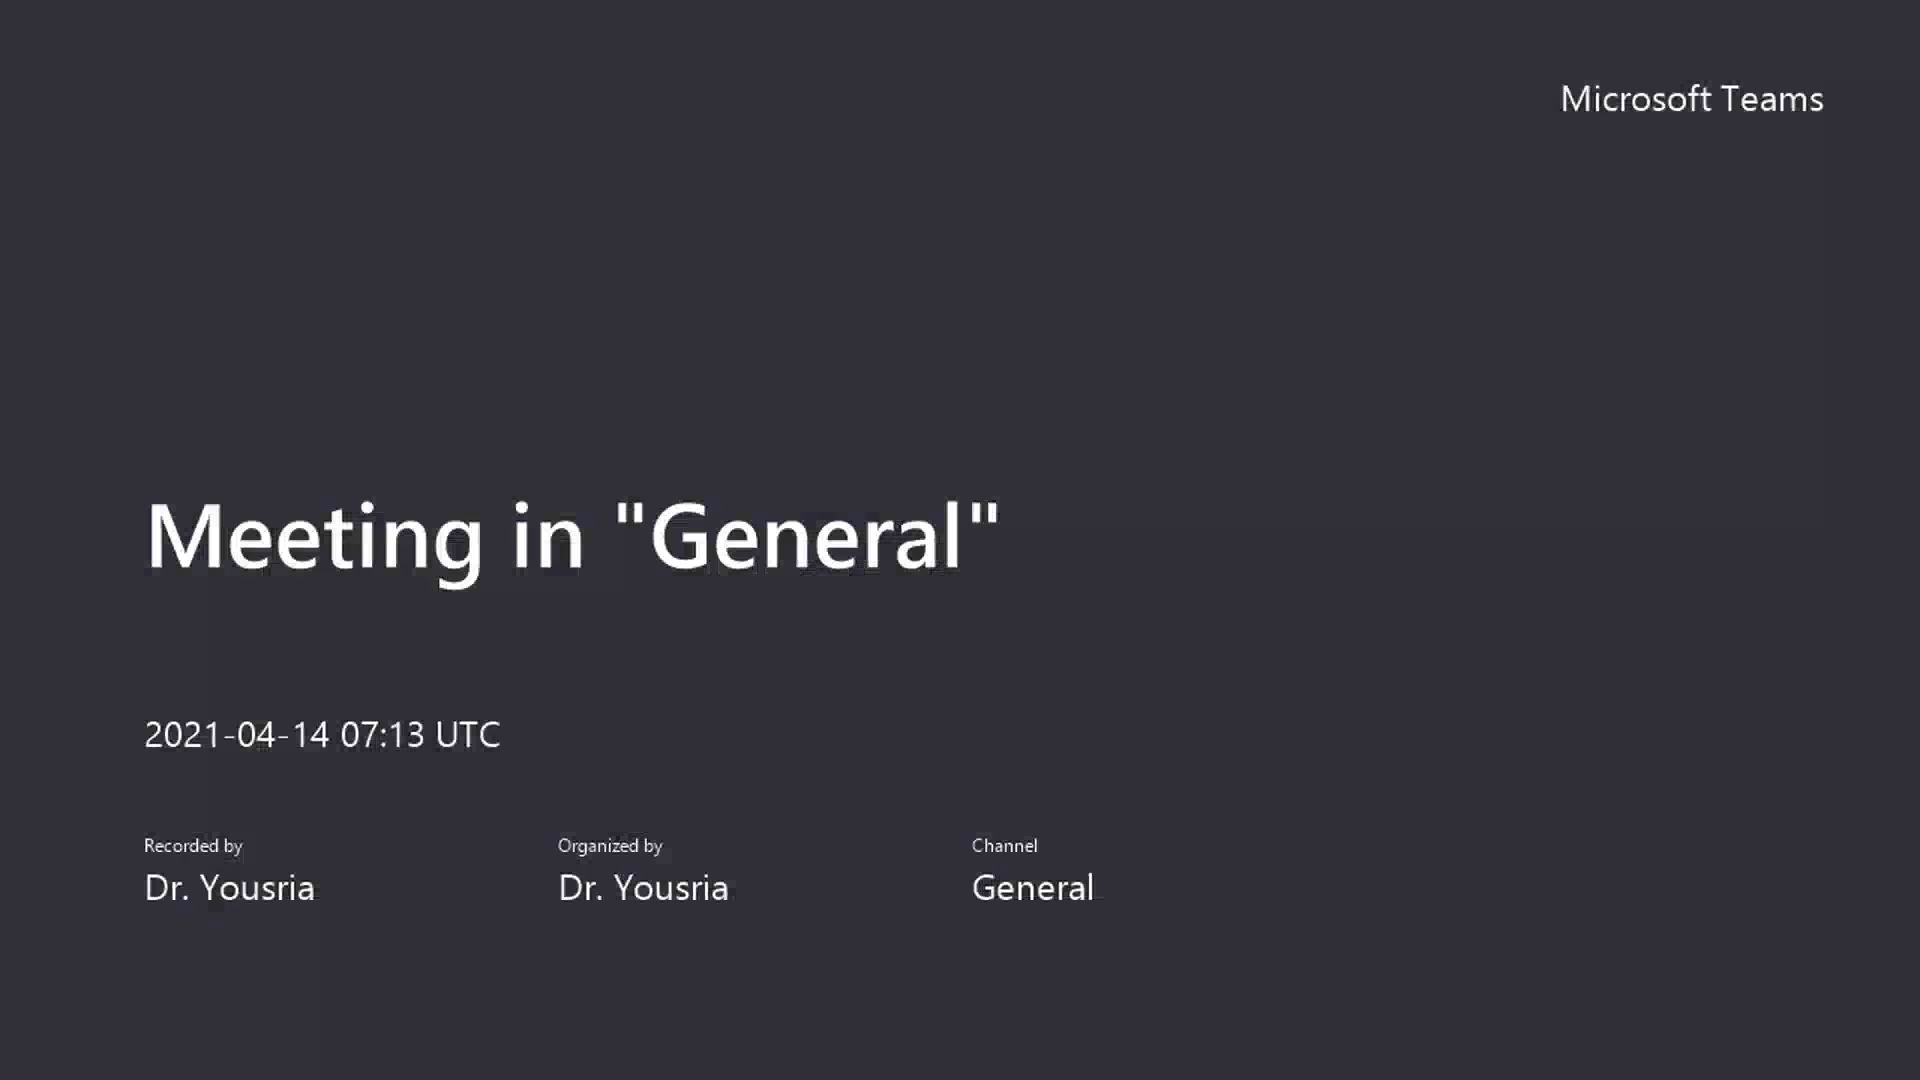 Microsoft Teams
Meeting in "General"
2021-04-14 07:13 UTC
Recorded by
Dr. Yousria
Organized by
Dr. Yousria
Channel
General